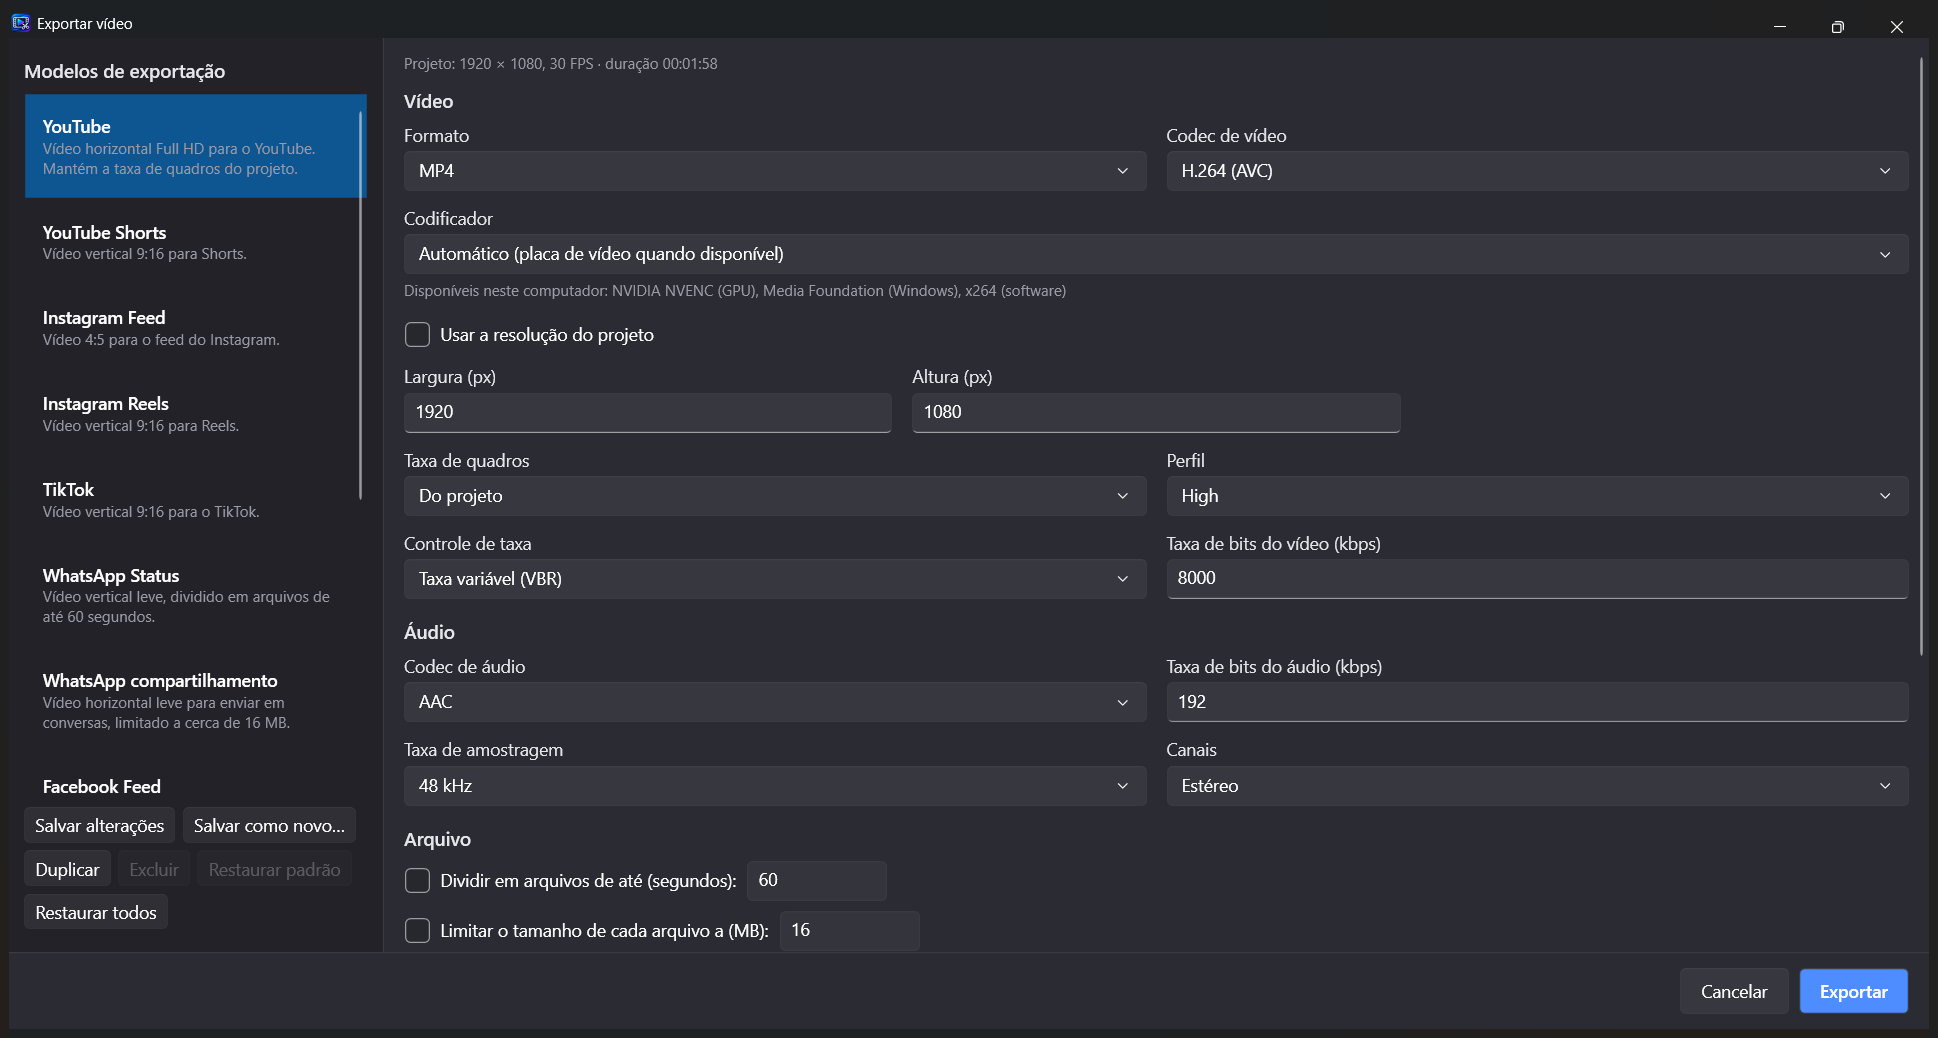 Exportar vídeo
Modelos de exportação
YouTube
Vídeo horizontal Full HD para o YouTube.
Mantém a taxa de quadros do projeto.
YouTube Shorts
Vídeo vertical 9:16 para Shorts.
Instagram Feed
Vídeo 4:5 para o feed do Instagram.
Instagram Reels
Vídeo vertical 9:16 para Reels.
TikTok
Vídeo vertical 9:16 para o TikTok.
WhatsApp Status
Vídeo vertical leve, dividido em arquivos de
até 60 segundos.
WhatsApp compartilhamento
Vídeo horizontal leve para enviar em
conversas, limitado a cerca de 16 MB.
Facebook Feed
Salvar alterações
Salvar como novo...
Duplicar
Excluir
Restaurar padrão
Restaurar todos
Projeto: 1920 × 1080, 30 FPS · duração 00:01:58
Vídeo
Formato
MP4
Codec de vídeo
H.264 (AVC)
Codificador
Automático (placa de vídeo quando disponível)
Disponíveis neste computador: NVIDIA NVENC (GPU), Media Foundation (Windows), x264 (software)
Usar a resolução do projeto
Largura (px)
1920
Altura (px)
1080
Taxa de quadros
Do projeto
Perfil
High
Controle de taxa
Taxa variável (VBR)
Taxa de bits do vídeo (kbps)
8000
Áudio
Codec de áudio
AAC
Taxa de bits do áudio (kbps)
192
Taxa de amostragem
48 kHz
Canais
Estéreo
Arquivo
Dividir em arquivos de até (segundos):
60
Limitar o tamanho de cada arquivo a (MB):
16
Cancelar
Exportar